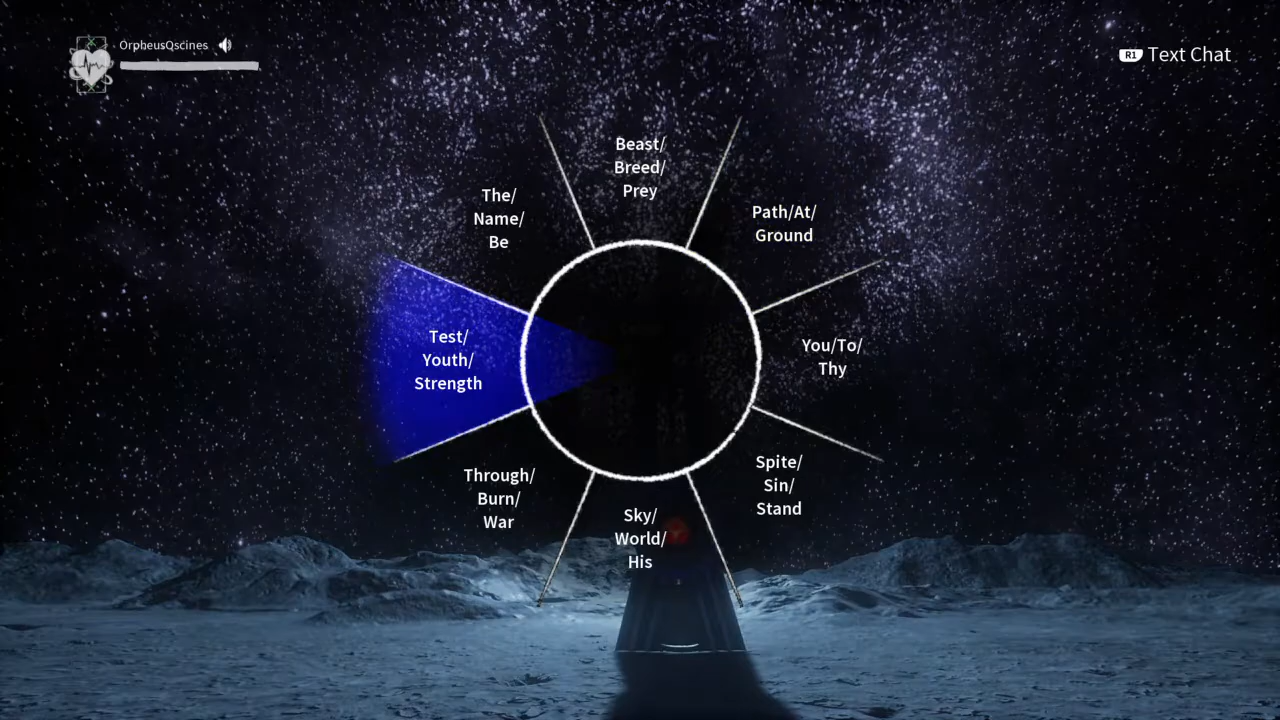 OrpheusOscines
R1 Text Chat
Beast/
Breed/
Prey
Path/At/
Ground
You/To/
Thy
Spite/
Sin/
Stand
Sky/
World/
His
Through/
Burn/
War
Test/
Youth/
Strength
The/
Name/
Be